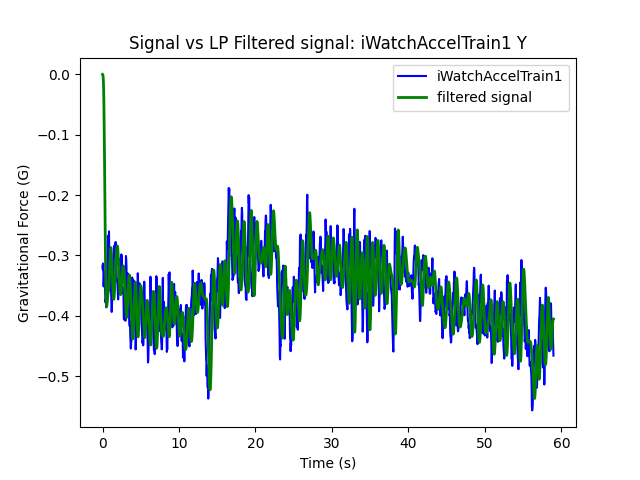 Signal vs LP Filtered signal: iWatchAccelTrain1 Y
iWatchAccelTrain1
filtered signal
Gravitational Force (G)
0.0
−0.1
−0.2
−0.3
−0.4
−0.5
0 10 20 30 40 50 60
Time (s)